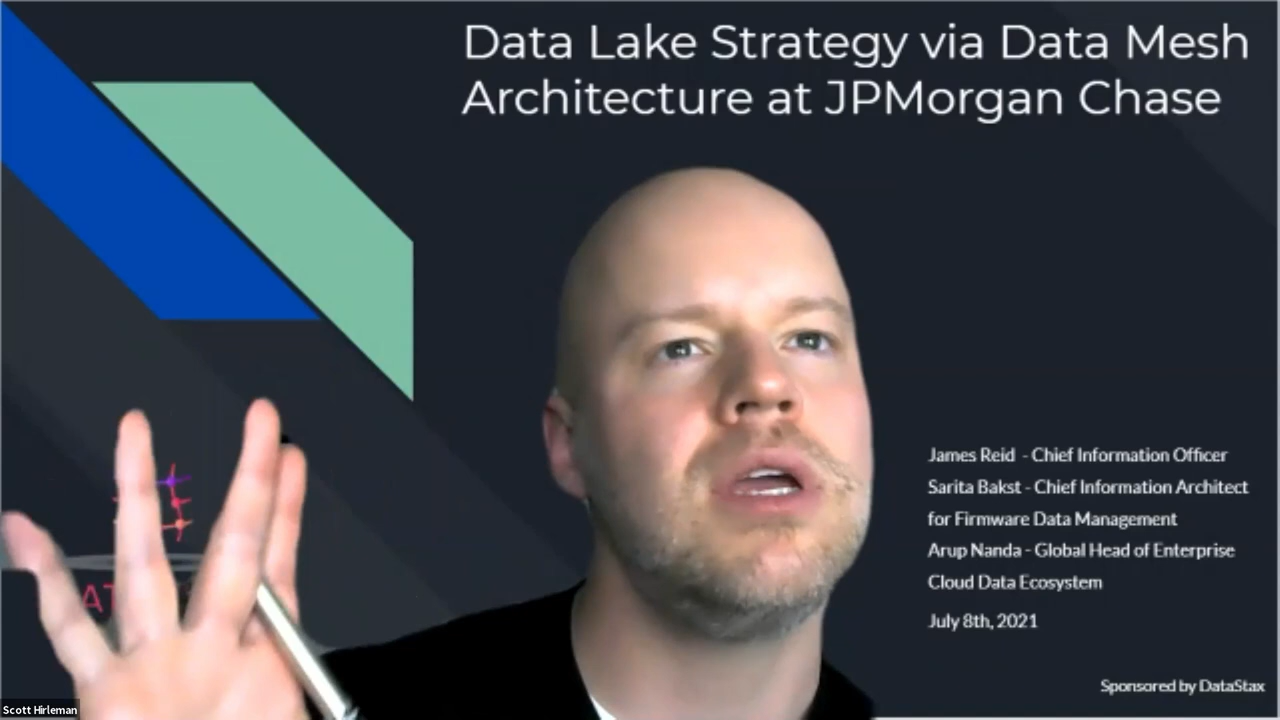 Data Lake Strategy via Data Mesh
Architecture at JPMorgan Chase
James Reid - Chief Information Officer
Sarita Bakst - Chief Information Architect
for Firmware Data Management
Arup Nanda - Global Head of Enterprise
Cloud Data Ecosystem
July 8th, 2021
Sponsored by DataStax
Scott Hirleman